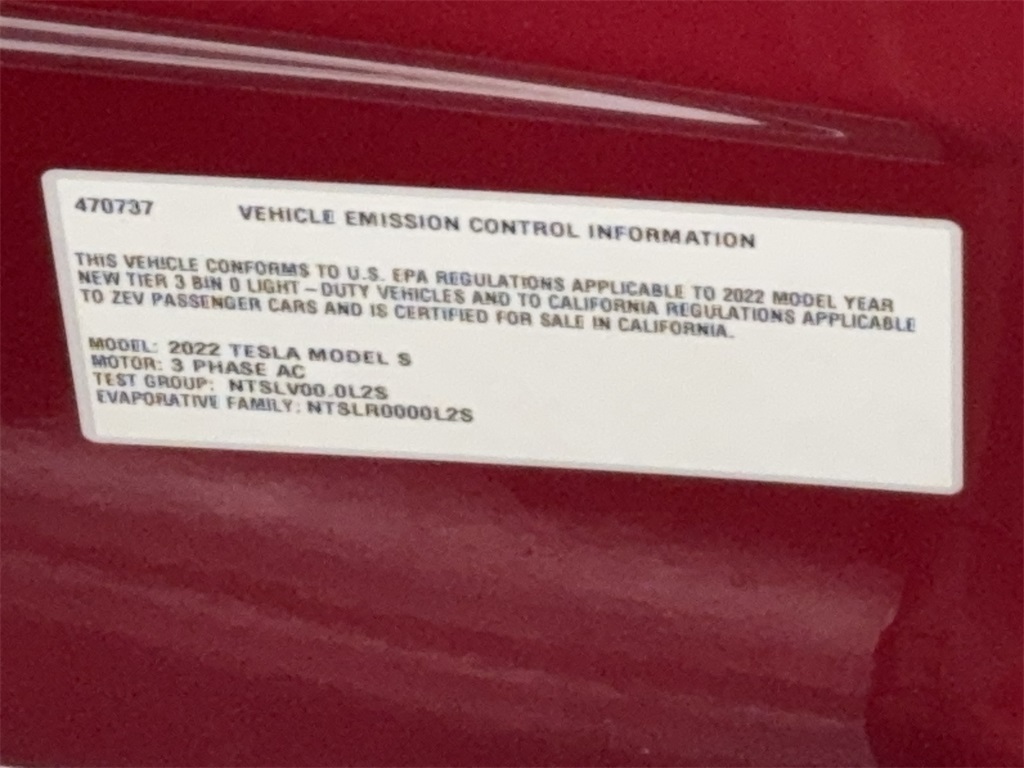 470737 VEHICLE EMISSION CONTROL INFORMATION
THIS VEHICLE CONFORMS TO U.S. EPA REGULATIONS APPLICABLE TO 2022 MODEL YEAR
NEW TIER 3 BIN 0 LIGHT-DUTY VEHICLES AND TO CALIFORNIA REGULATIONS APPLICABLE
TO ZEV PASSENGER CARS AND IS CERTIFIED FOR SALE IN CALIFORNIA.
MODEL: 2022 TESLA MODEL S
MOTOR: 3 PHASE AC
TEST GROUP: NTSLV00.0L2S
EVAPORATIVE FAMILY: NTSLR0000L2S